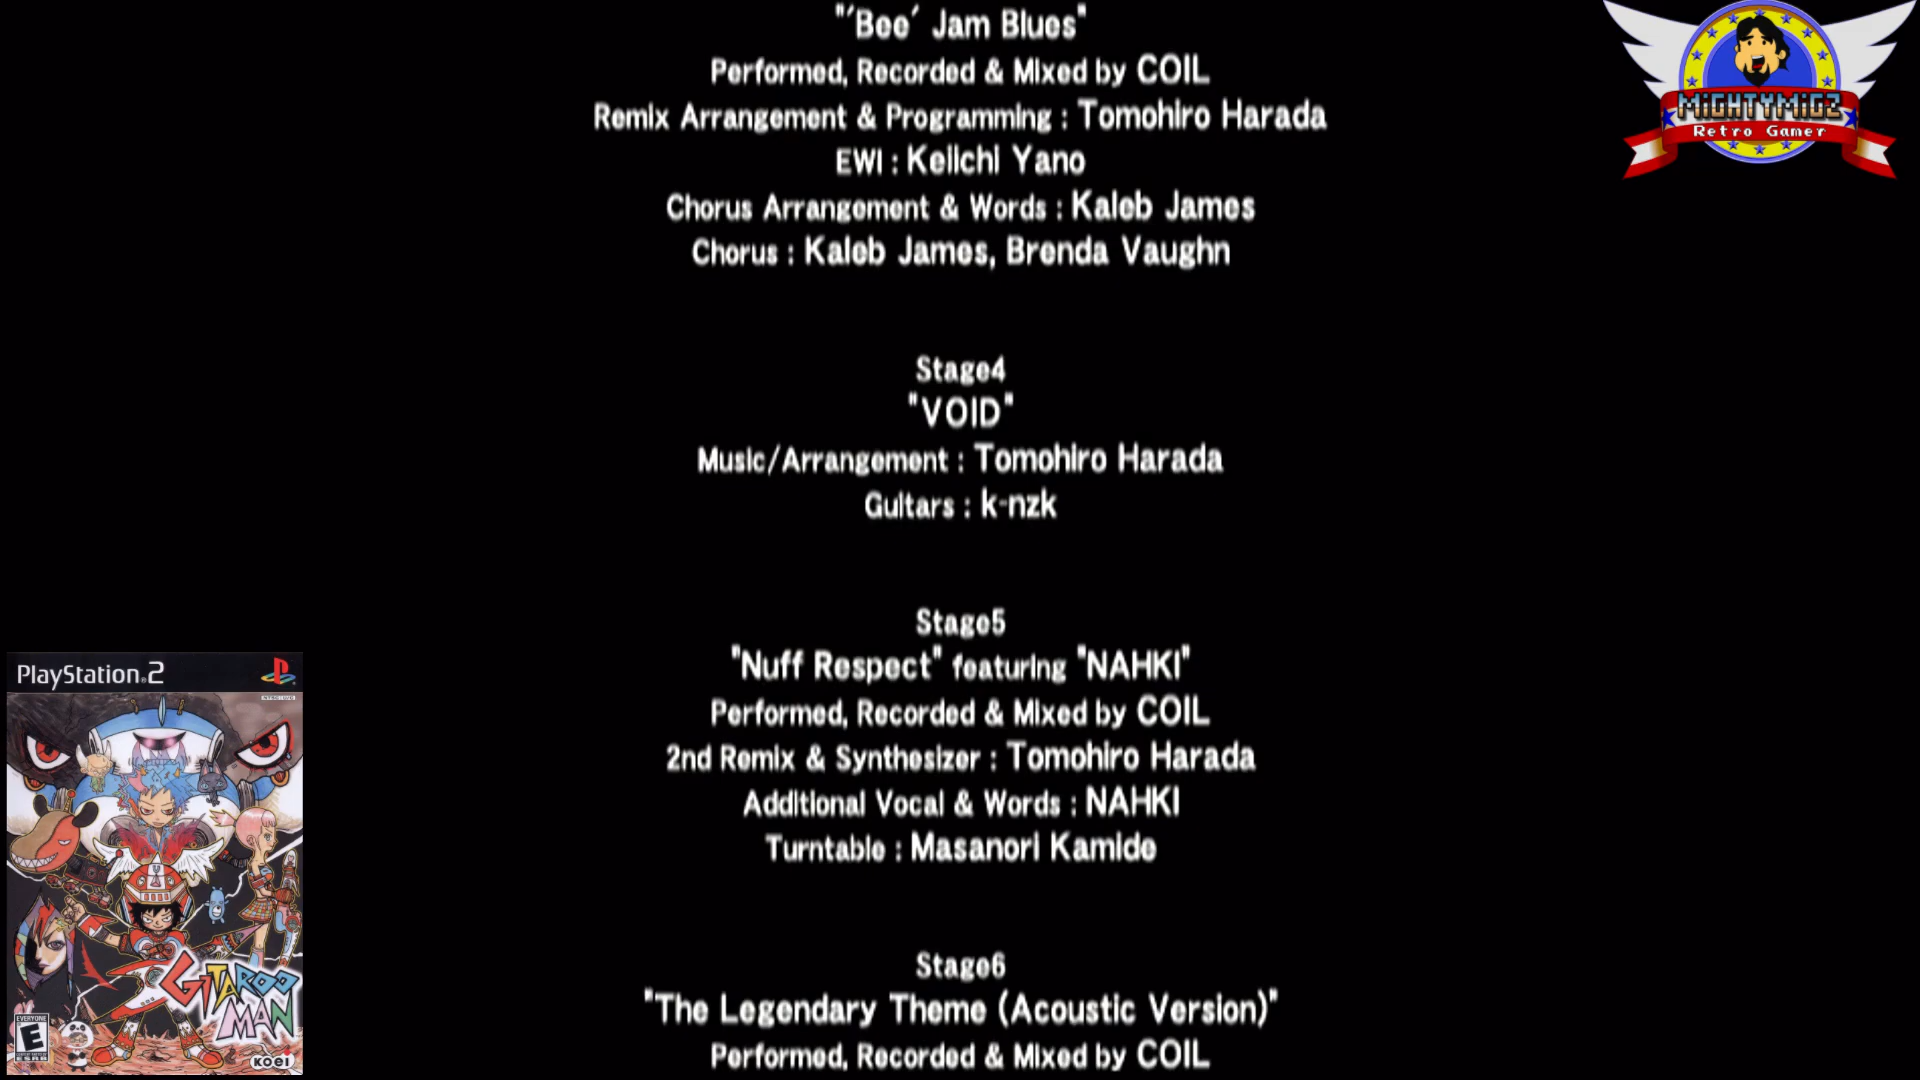 "'Bee' Jam Blues"
Performed, Recorded & Mixed by COIL
Remix Arrangement & Programming : Tomohiro Harada
EWI : Keiichi Yano
Chorus Arrangement & Words : Kaleb James
Chorus : Kaleb James, Brenda Vaughn
Stage4
"VOID"
Music/Arrangement : Tomohiro Harada
Guitars : k-nzk
Stage5
"Nuff Respect" featuring "NAHKI"
Performed, Recorded & Mixed by COIL
2nd Remix & Synthesizer : Tomohiro Harada
Additional Vocal & Words : NAHKI
Turntable : Masanori Kamide
Stage6
"The Legendary Theme (Acoustic Version)"
Performed, Recorded & Mixed by COIL
MiGHTYMiGZ
Retro Gamer
PlayStation.2
NTSC U/C
GITAROO
MAN
EVERYONE
E
ESRB
KOEI